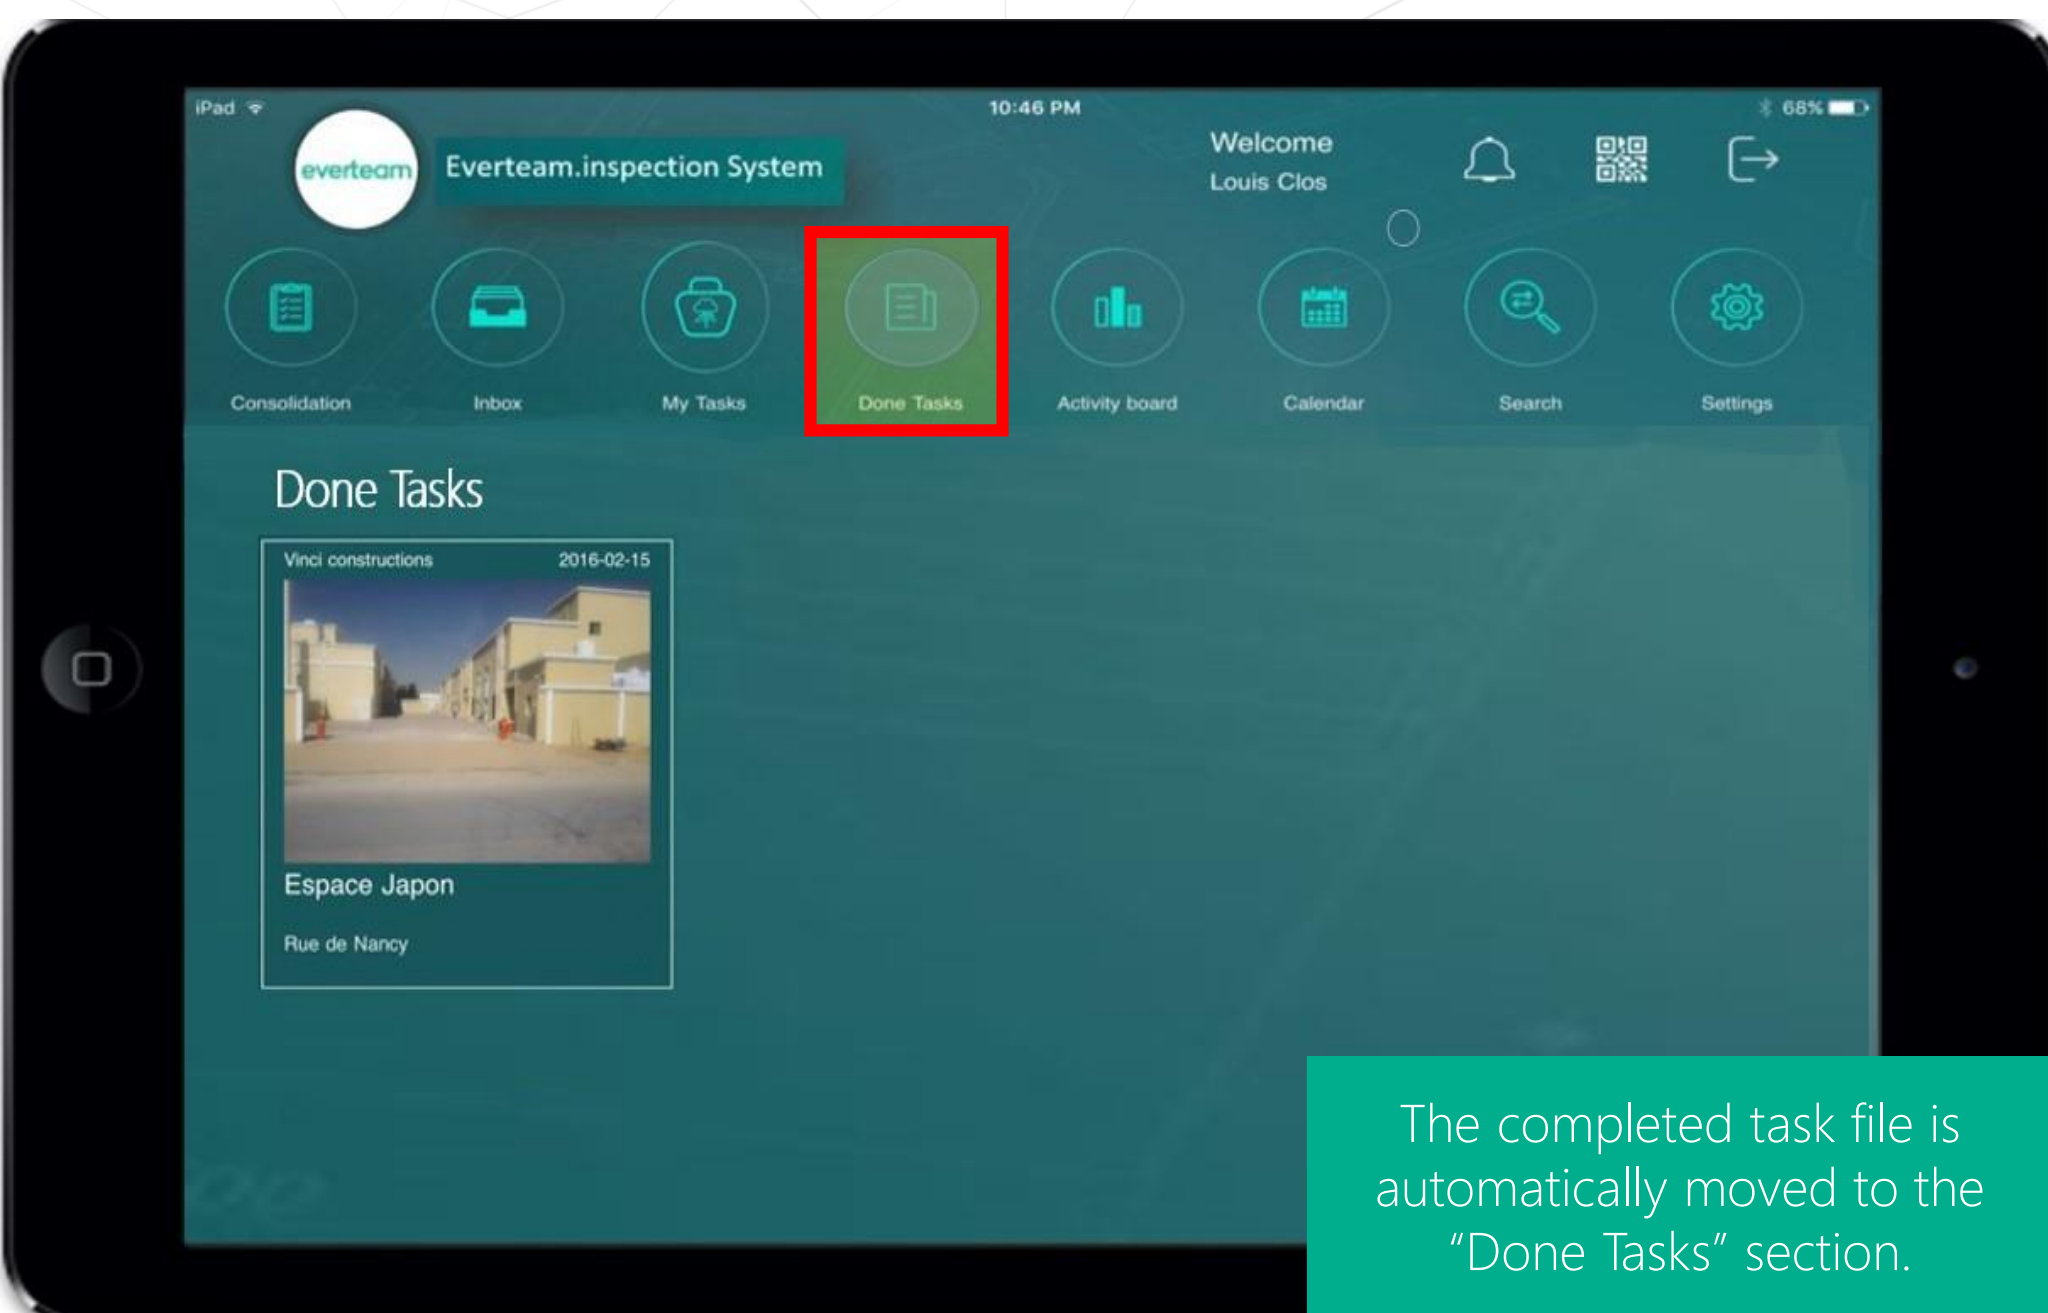 iPad
10:46 PM
68%
everteam
Everteam.inspection System
Welcome
Louis Clos
Consolidation
Inbox
My Tasks
Done Tasks
Activity board
Calendar
Search
Settings
Done Tasks
Vinci constructions
2016-02-15
Espace Japon
Rue de Nancy
The completed task file is
automatically moved to the
“Done Tasks” section.